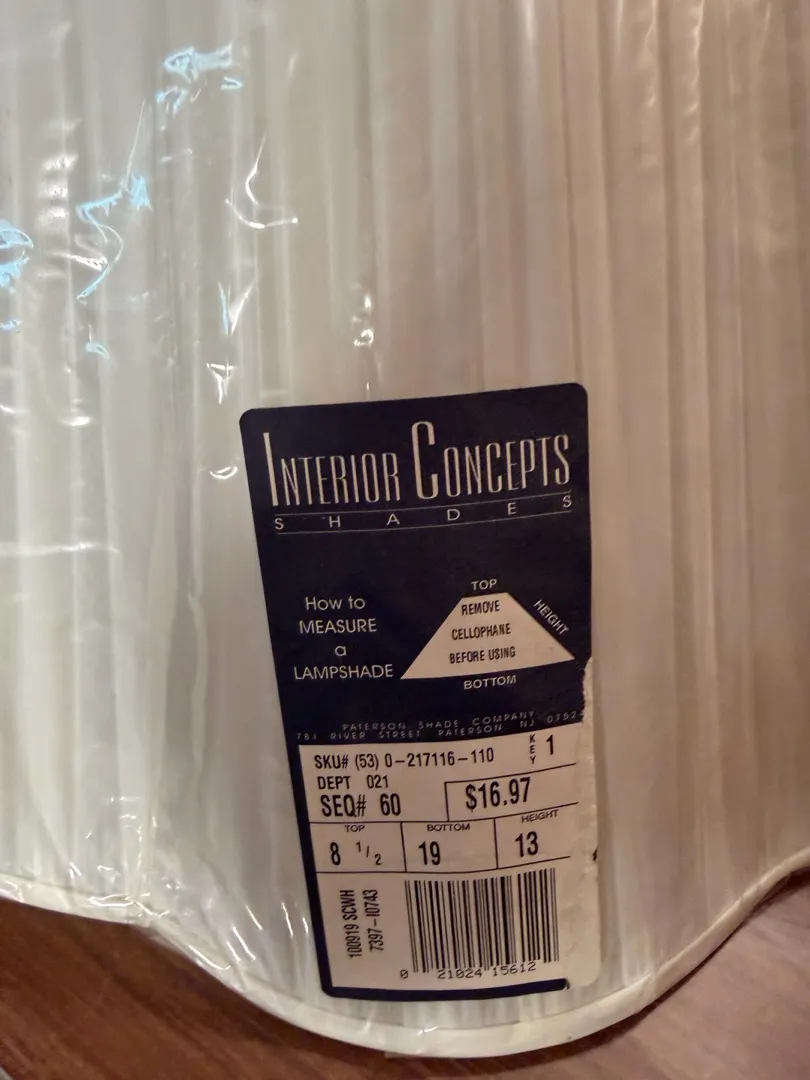 INTERIOR CONCEPTS
SHADES
How to
MEASURE
a
LAMPSHADE
TOP
REMOVE
CELLOPHANE
BEFORE USING
HEIGHT
BOTTOM
PATERSON SHADE COMPANY
781 RIVER STREET PATERSON NJ
SKU# (53) 0-217116-110
KEY 1
DEPT 021
SEQ# 60
$16.97
TOP
8 1/2
BOTTOM
19
HEIGHT
13
100919 SCWH
7397-10743
0 21024 15612